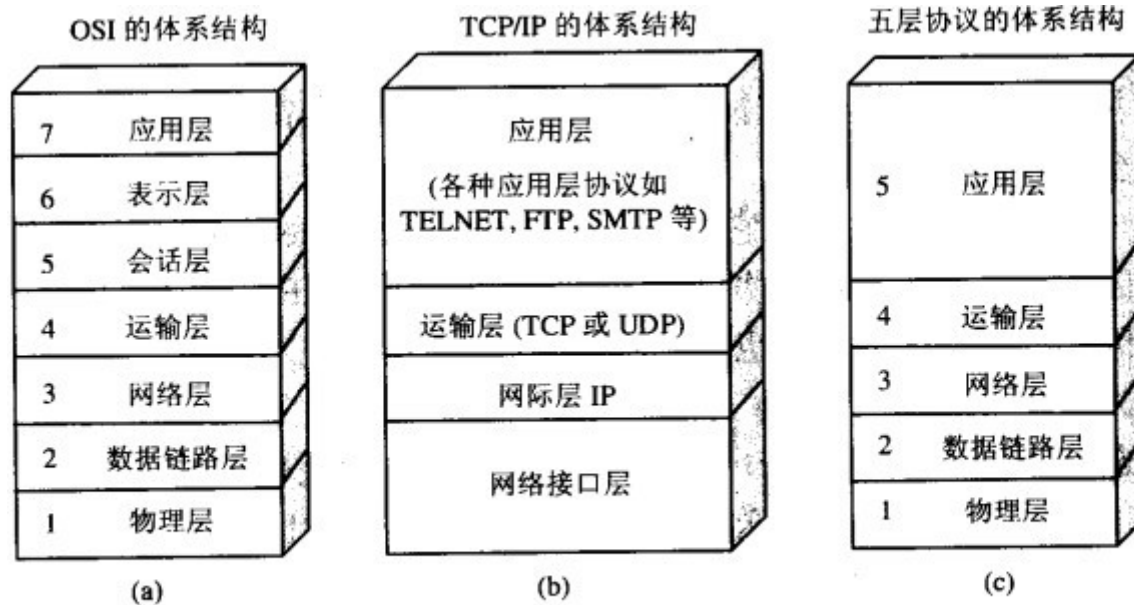 OSI 的体系结构
7 应用层
6 表示层
5 会话层
4 运输层
3 网络层
2 数据链路层
1 物理层
(a)
TCP/IP 的体系结构
应用层
(各种应用层协议如
TELNET, FTP, SMTP 等)
运输层 (TCP 或 UDP)
网际层 IP
网络接口层
(b)
五层协议的体系结构
5 应用层
4 运输层
3 网络层
2 数据链路层
1 物理层
(c)